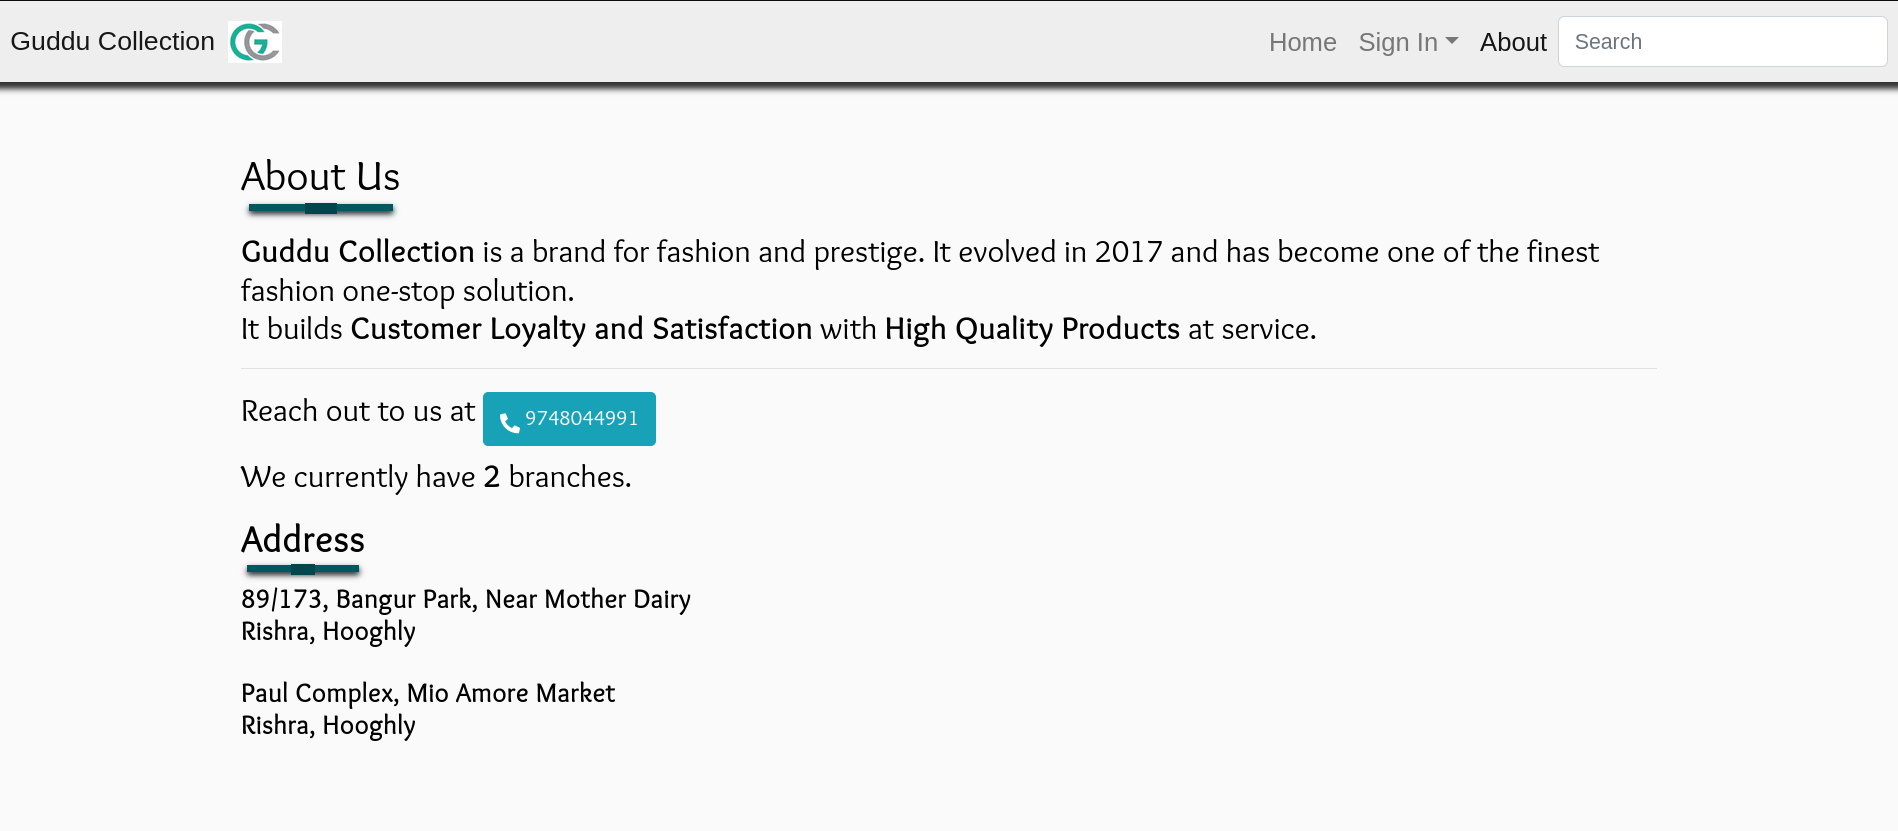 Guddu Collection GC Home Sign In About Search
About Us
Guddu Collection is a brand for fashion and prestige. It evolved in 2017 and has become one of the finest
fashion one-stop solution.
It builds Customer Loyalty and Satisfaction with High Quality Products at service.
Reach out to us at 9748044991
We currently have 2 branches.
Address
89/173, Bangur Park, Near Mother Dairy
Rishra, Hooghly
Paul Complex, Mio Amore Market
Rishra, Hooghly